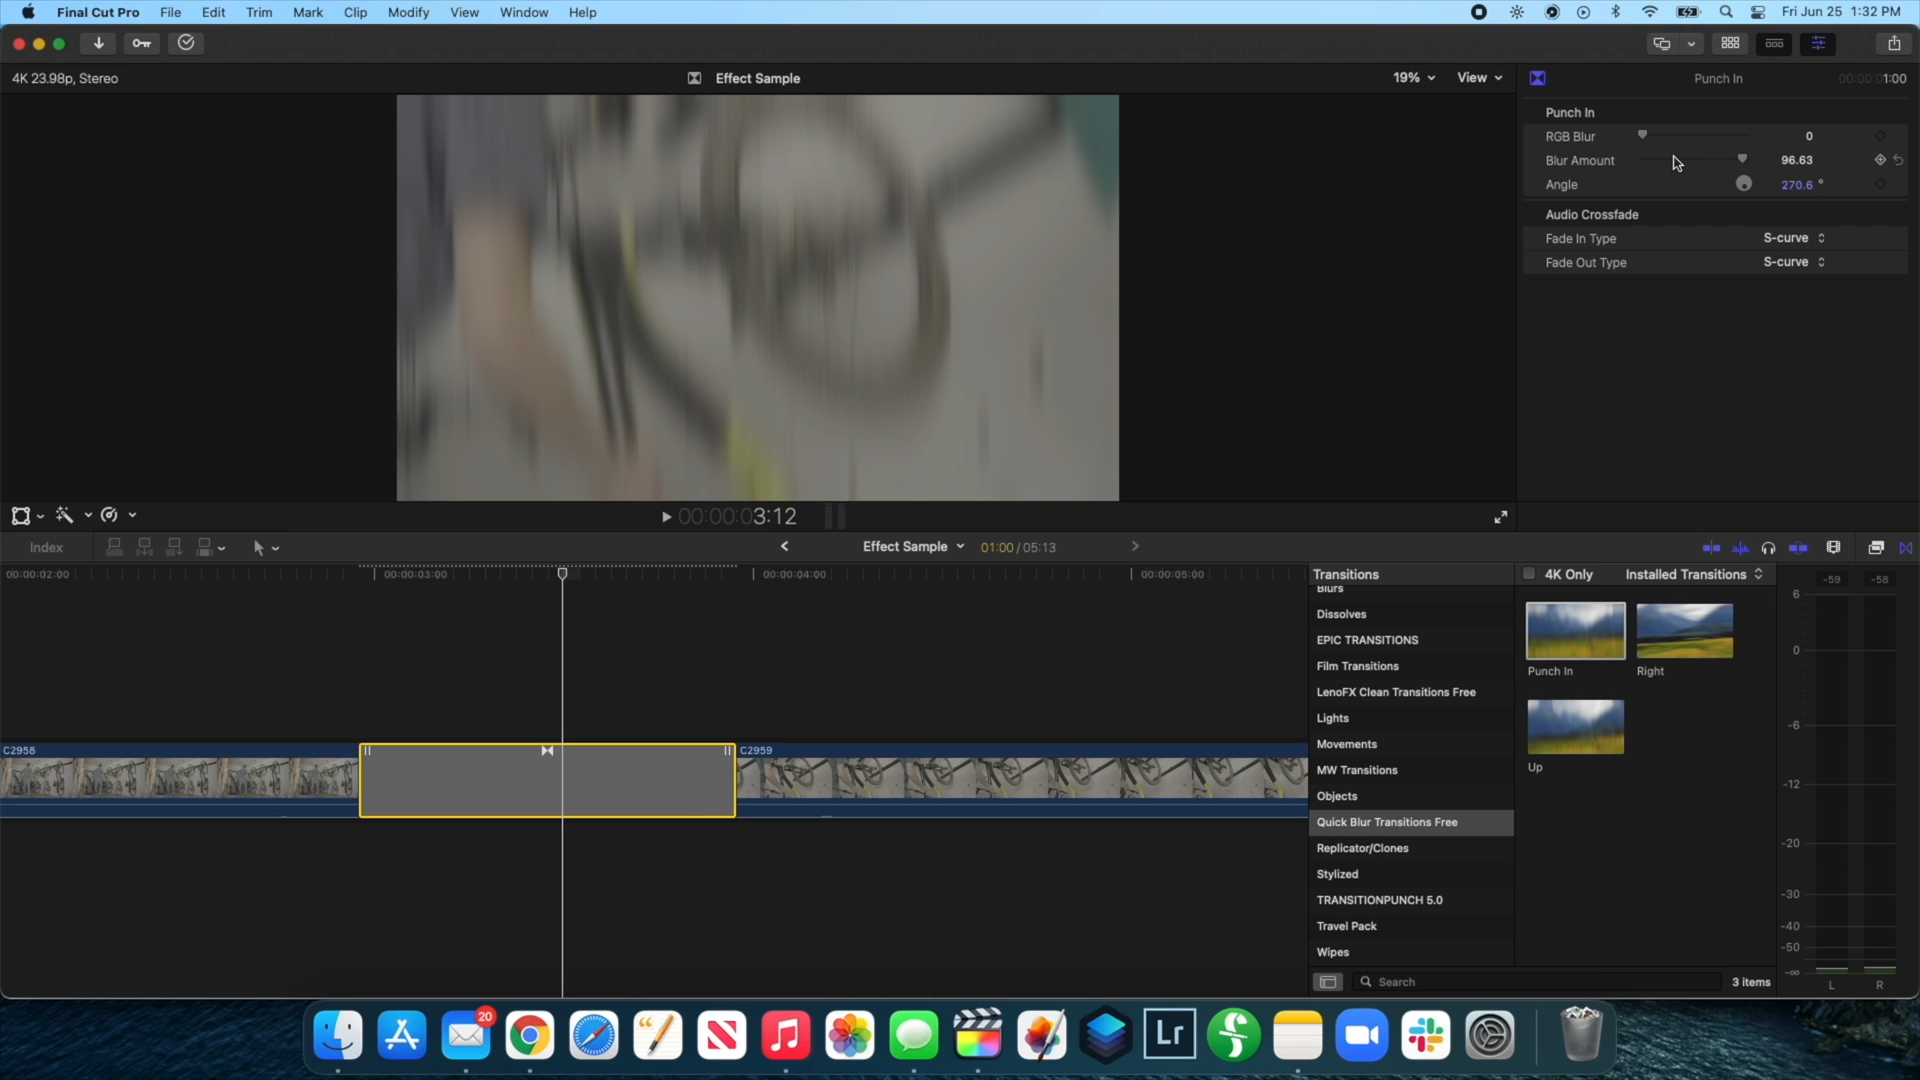 Final Cut Pro File Edit Trim Mark Clip Modify View Window Help Fri Jun 25 1:32 PM
4K 23.98p, Stereo Effect Sample 19% View Punch In 00:00:01:00
Punch In
RGB Blur 0
Blur Amount 96.63
Angle 270.6 °
Audio Crossfade
Fade In Type S-curve
Fade Out Type S-curve
00:00:03:12
Index Effect Sample 01:00 / 05:13
00:00:02:00 00:00:03:00 00:00:04:00 00:00:05:00
Transitions 4K Only Installed Transitions -59 -58
Blurs
Dissolves
EPIC TRANSITIONS
Film Transitions
LenoFX Clean Transitions Free
Lights
Movements
MW Transitions
Objects
Quick Blur Transitions Free
Replicator/Clones
Stylized
TRANSITIONPUNCH 5.0
Travel Pack
Wipes
Punch In Right
Up
Search 3 items
6
0
-6
-12
-20
-30
-40
-50
-∞
L R
C2958 C2959
20
Lr